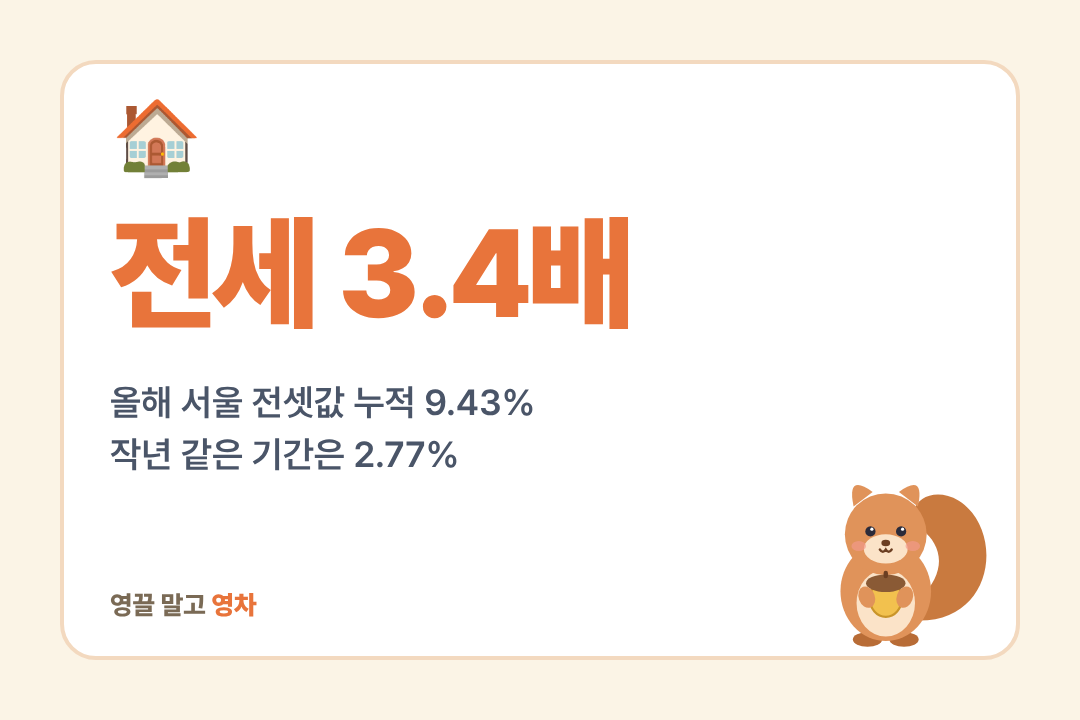 전세 3.4배
올해 서울 전셋값 누적 9.43%
작년 같은 기간은 2.77%
영끌 말고 영차